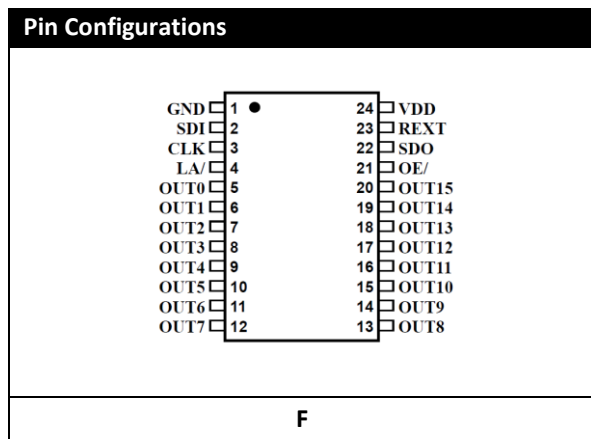 Pin Configurations
GND 1 24 VDD
SDI 2 23 REXT
CLK 3 22 SDO
LA/ 4 21 OE/
OUT0 5 20 OUT15
OUT1 6 19 OUT14
OUT2 7 18 OUT13
OUT3 8 17 OUT12
OUT4 9 16 OUT11
OUT5 10 15 OUT10
OUT6 11 14 OUT9
OUT7 12 13 OUT8
F